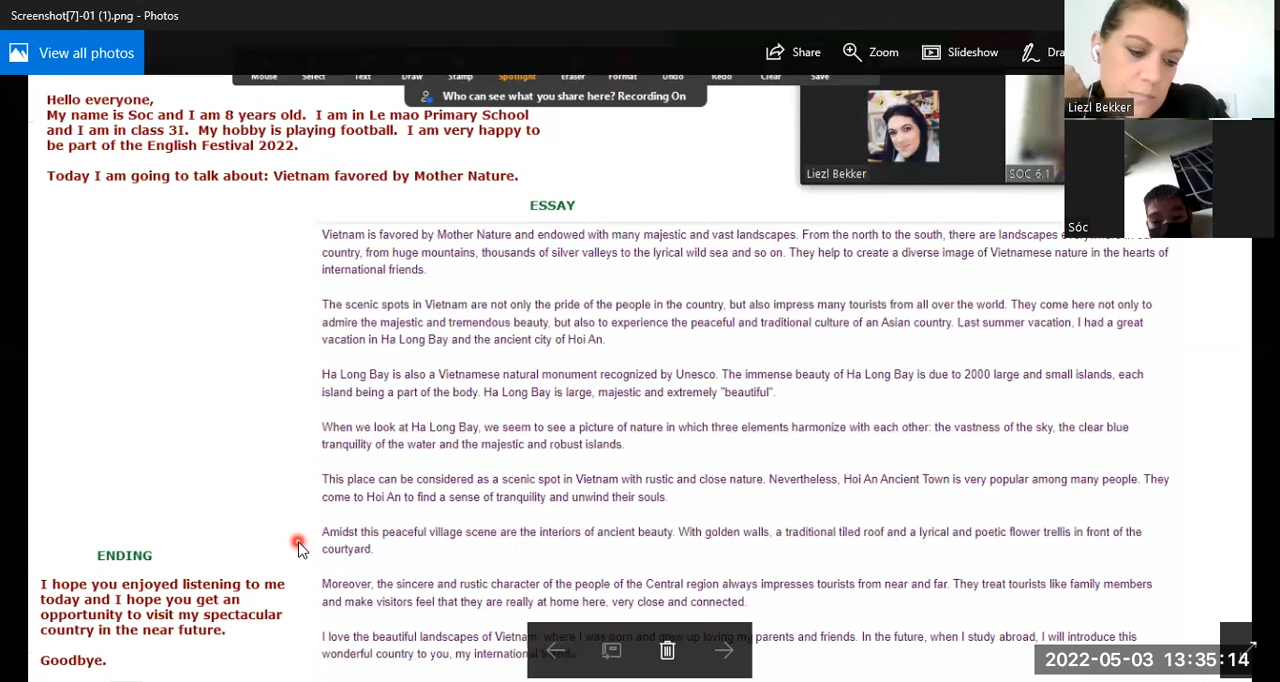 Screenshot[7]-01 (1).png - Photos
View all photos
Share
Zoom
Slideshow
Mouse
Select
Text
Draw
Stamp
Spotlight
Eraser
Format
Undo
Redo
Clear
Save
Who can see what you share here? Recording On
Liezl Bekker
SOC 6.1
Liezl Bekker
Sóc
Hello everyone,
My name is Soc and I am 8 years old.  I am in Le mao Primary School
and I am in class 3I.  My hobby is playing football.  I am very happy to
be part of the English Festival 2022.
Today I am going to talk about: Vietnam favored by Mother Nature.
ESSAY
Vietnam is favored by Mother Nature and endowed with many majestic and vast landscapes. From the north to the south, there are landscapes
country, from huge mountains, thousands of silver valleys to the lyrical wild sea and so on. They help to create a diverse image of Vietnamese nature in the hearts of
international friends.
The scenic spots in Vietnam are not only the pride of the people in the country, but also impress many tourists from all over the world. They come here not only to
admire the majestic and tremendous beauty, but also to experience the peaceful and traditional culture of an Asian country. Last summer vacation, I had a great
vacation in Ha Long Bay and the ancient city of Hoi An.
Ha Long Bay is also a Vietnamese natural monument recognized by Unesco. The immense beauty of Ha Long Bay is due to 2000 large and small islands, each
island being a part of the body. Ha Long Bay is large, majestic and extremely "beautiful".
When we look at Ha Long Bay, we seem to see a picture of nature in which three elements harmonize with each other: the vastness of the sky, the clear blue
tranquility of the water and the majestic and robust islands.
This place can be considered as a scenic spot in Vietnam with rustic and close nature. Nevertheless, Hoi An Ancient Town is very popular among many people. They
come to Hoi An to find a sense of tranquility and unwind their souls.
Amidst this peaceful village scene are the interiors of ancient beauty. With golden walls, a traditional tiled roof and a lyrical and poetic flower trellis in front of the
courtyard.
Moreover, the sincere and rustic character of the people of the Central region always impresses tourists from near and far. They treat tourists like family members
and make visitors feel that they are really at home here, very close and connected.
I love the beautiful landscapes of Vietnam, where I was born and grew up loving my parents and friends. In the future, when I study abroad, I will introduce this
wonderful country to you, my international friends.
ENDING
I hope you enjoyed listening to me
today and I hope you get an
opportunity to visit my spectacular
country in the near future.
Goodbye.
2022-05-03 13:35:14